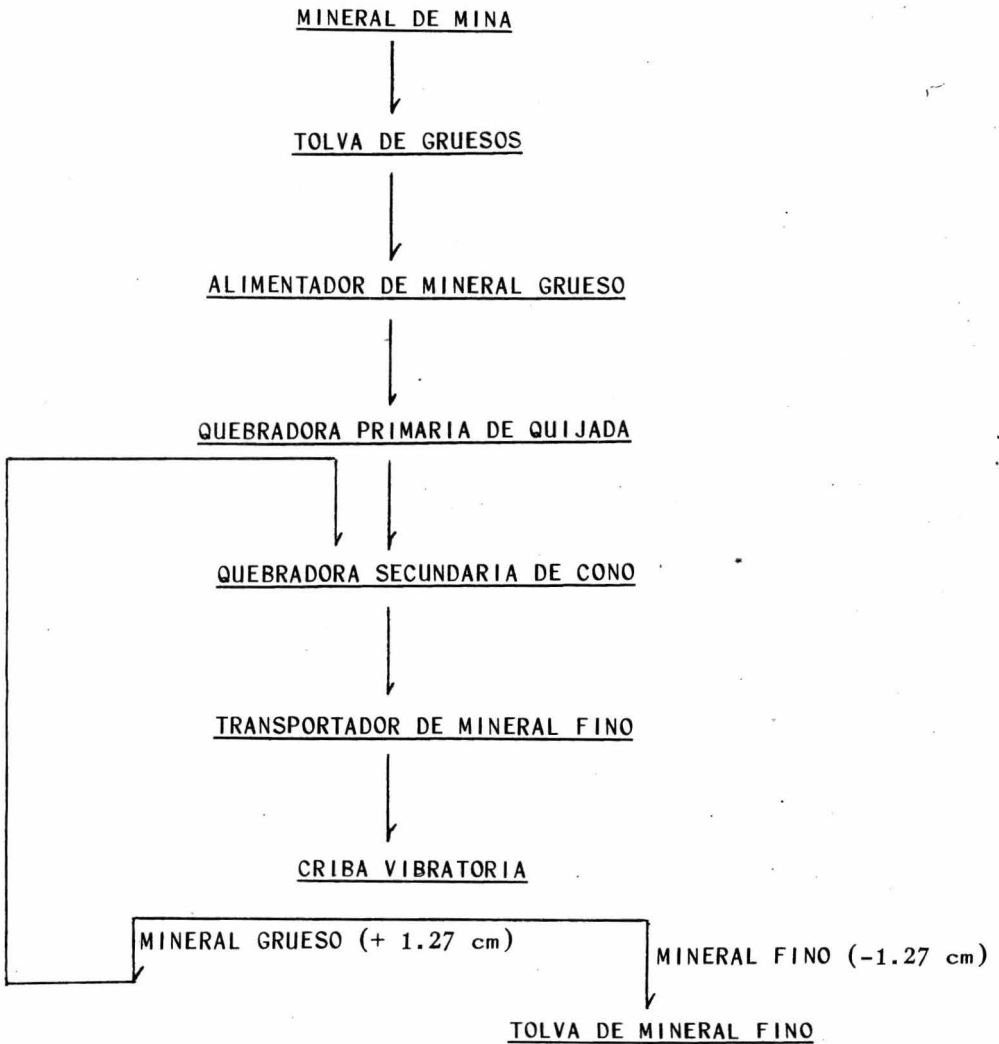 MINERAL DE MINA
TOLVA DE GRUESOS
ALIMENTADOR DE MINERAL GRUESO
QUEBRADORA PRIMARIA DE QUIJADA
QUEBRADORA SECUNDARIA DE CONO
TRANSPORTADOR DE MINERAL FINO
CRIBA VIBRATORIA
MINERAL GRUESO (+ 1.27 cm)
MINERAL FINO (-1.27 cm)
TOLVA DE MINERAL FINO